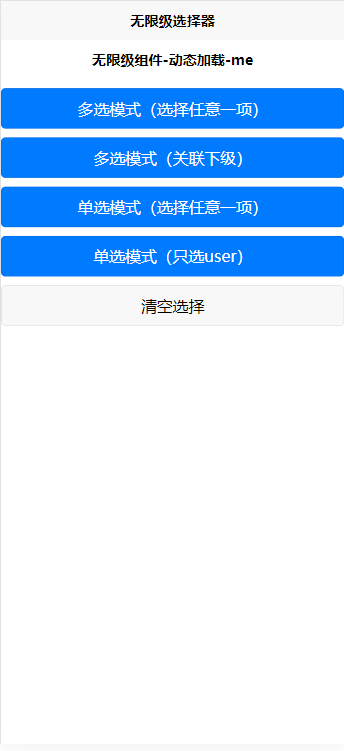 无限级选择器
无限级组件-动态加载-me
多选模式（选择任意一项）
多选模式（关联下级）
单选模式（选择任意一项）
单选模式（只选user）
清空选择